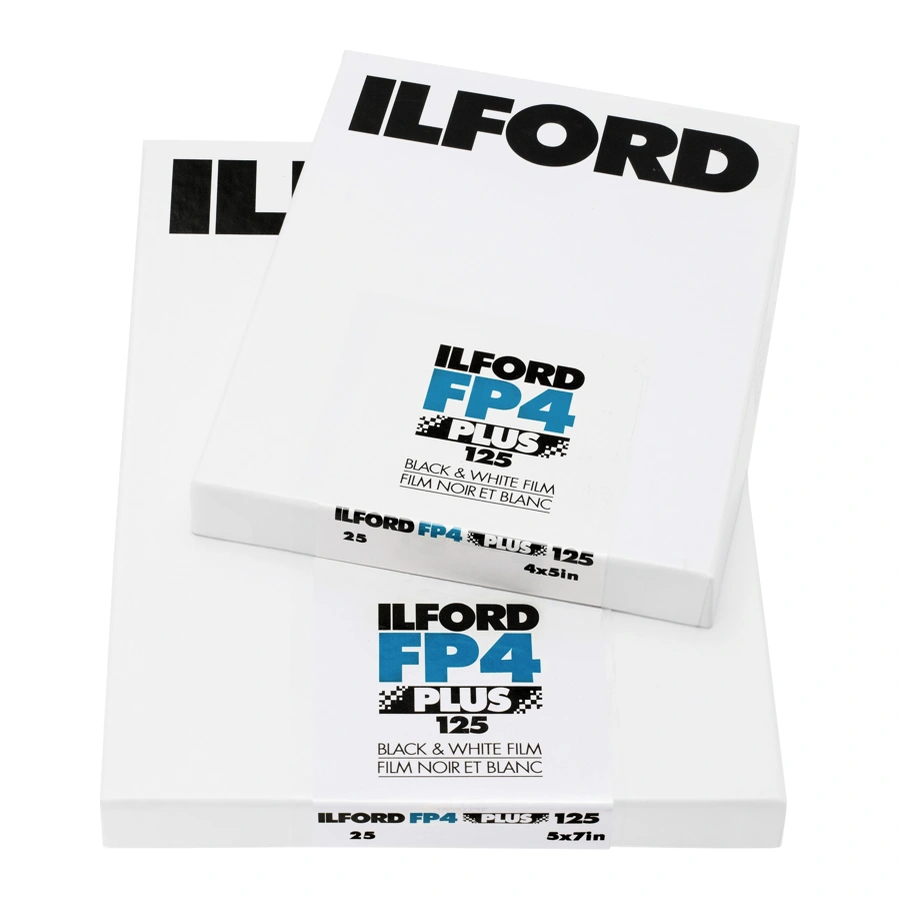 ILFORD
ILFORD
FP4
PLUS
125
BLACK & WHITE FILM
FILM NOIR ET BLANC
ILFORD FP4 PLUS 125
25
4x5in
IL
ILFORD
FP4
PLUS
125
BLACK & WHITE FILM
FILM NOIR ET BLANC
ILFORD FP4 PLUS 125
25 5x7in